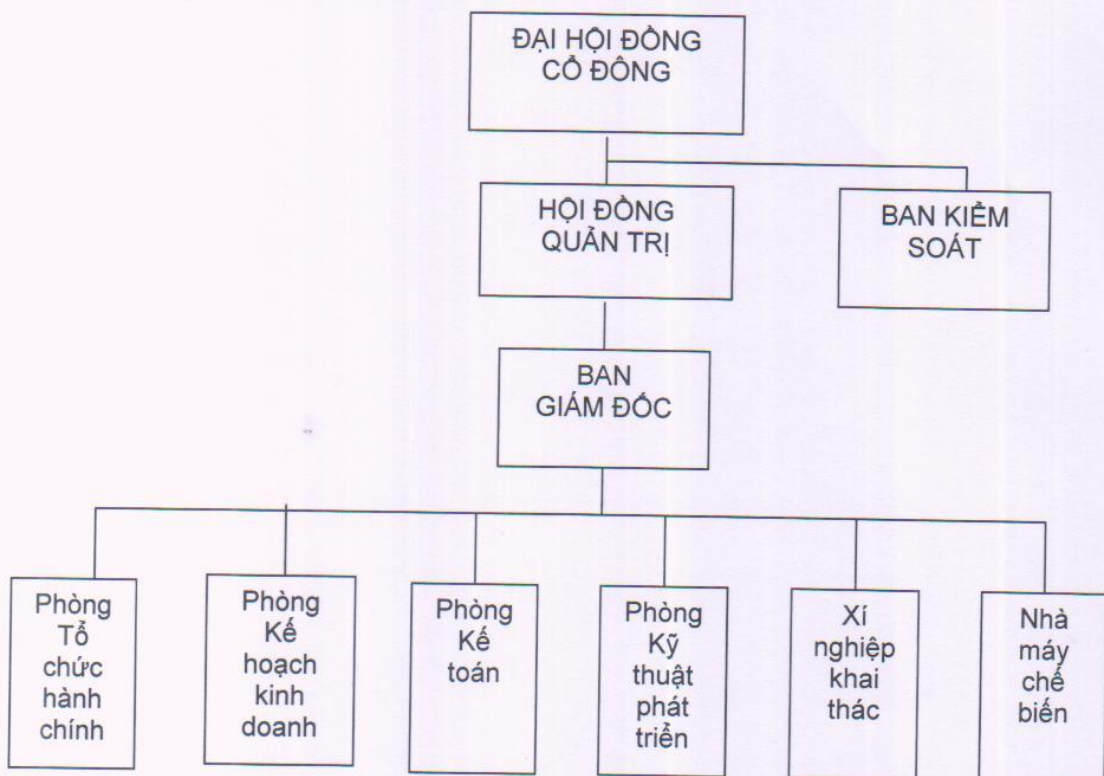 ĐẠI HỘI ĐỒNG
CỔ ĐÔNG
HỘI ĐỒNG
QUẢN TRỊ
BAN KIỂM
SOÁT
BAN
GIÁM ĐỐC
Phòng
Tổ
chức
hành
chính
Phòng
Kế
hoạch
kinh
doanh
Phòng
Kế
toán
Phòng
Kỹ
thuật
phát
triển
Xí
nghiệp
khai
thác
Nhà
máy
chế
biến